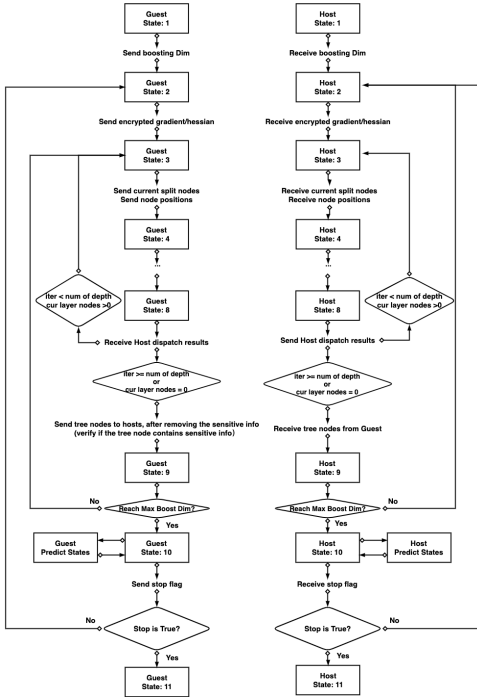 Guest
State: 1
Send boosting Dim
Guest
State: 2
Send encrypted gradient/hessian
Guest
State: 3
Send current split nodes
Send node positions
Guest
State: 4
...
iter < num of depth
cur layer nodes >0
Guest
State: 8
Receive Host dispatch results
iter >= num of depth
or
cur layer nodes = 0
Send tree nodes to hosts, after removing the sensitive info
(verify if the tree node contains sensitive info)
Guest
State: 9
No
Reach Max Boost Dim?
Yes
Guest
Predict States
Guest
State: 10
Send stop flag
No
Stop is True?
Yes
Guest
State: 11
Host
State: 1
Receive boosting Dim
Host
State: 2
Receive encrypted gradient/hessian
Host
State: 3
Receive current split nodes
Receive node positions
Host
State: 4
...
Host
State: 8
iter < num of depth
cur layer nodes >0
Send Host dispatch results
iter >= num of depth
or
cur layer nodes = 0
Receive tree nodes from Guest
Host
State: 9
Reach Max Boost Dim?
No
Yes
Host
State: 10
Host
Predict States
Receive stop flag
Stop is True?
No
Yes
Host
State: 11